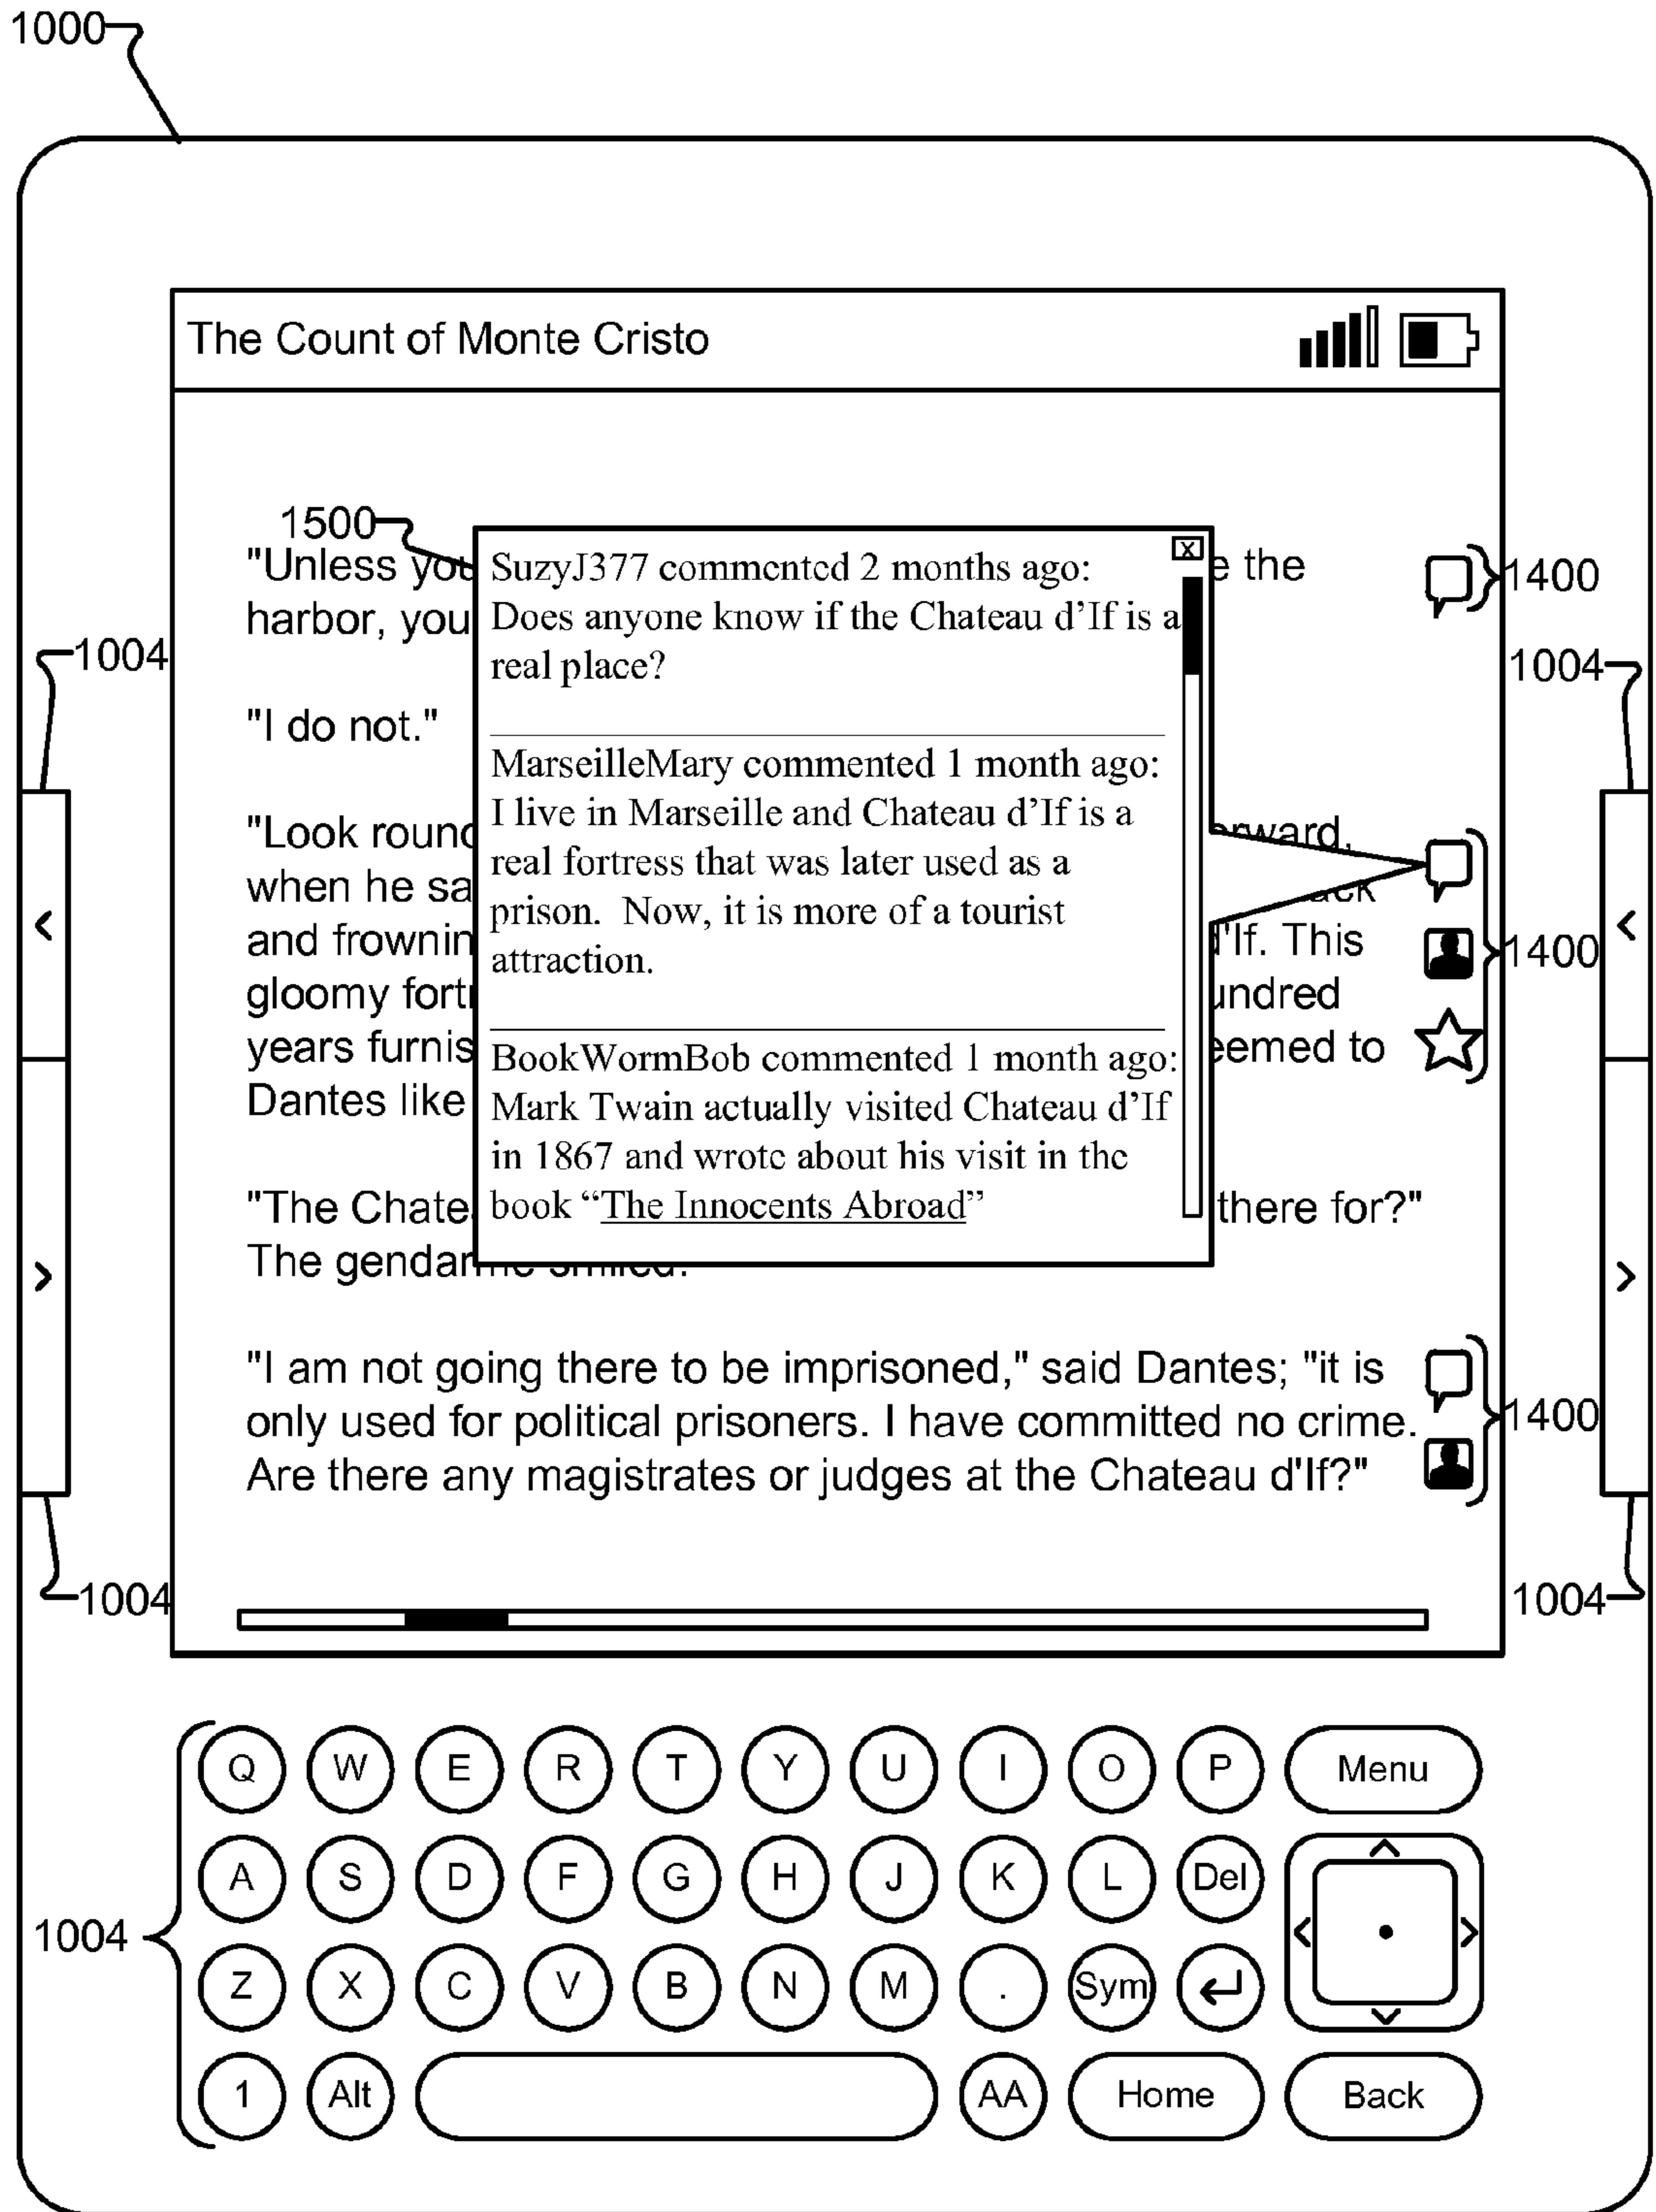 1000
The Count of Monte Cristo
1500
"Unless you
e the
1400
harbor, you
1004
1004
"I do not."
"Look round
when he sa
and frownin
d'If. This
1400
gloomy fort
undred
years furnis
eemed to
Dantes like
"The Chate
there for?"
The gendar
SuzyJ377 commented 2 months ago:
Does anyone know if the Chateau d’If is a
real place?
MarseilleMary commented 1 month ago:
I live in Marseille and Chateau d’If is a
real fortress that was later used as a
prison. Now, it is more of a tourist
attraction.
BookWormBob commented 1 month ago:
Mark Twain actually visited Chateau d’If
in 1867 and wrote about his visit in the
book “The Innocents Abroad”
X
"I am not going there to be imprisoned," said Dantes; "it is
only used for political prisoners. I have committed no crime.
1400
Are there any magistrates or judges at the Chateau d'If?"
1004
1004
Q W E R T Y U I O P Menu
A S D F G H J K L Del
1004
Z X C V B N M . Sym
1 Alt AA Home Back